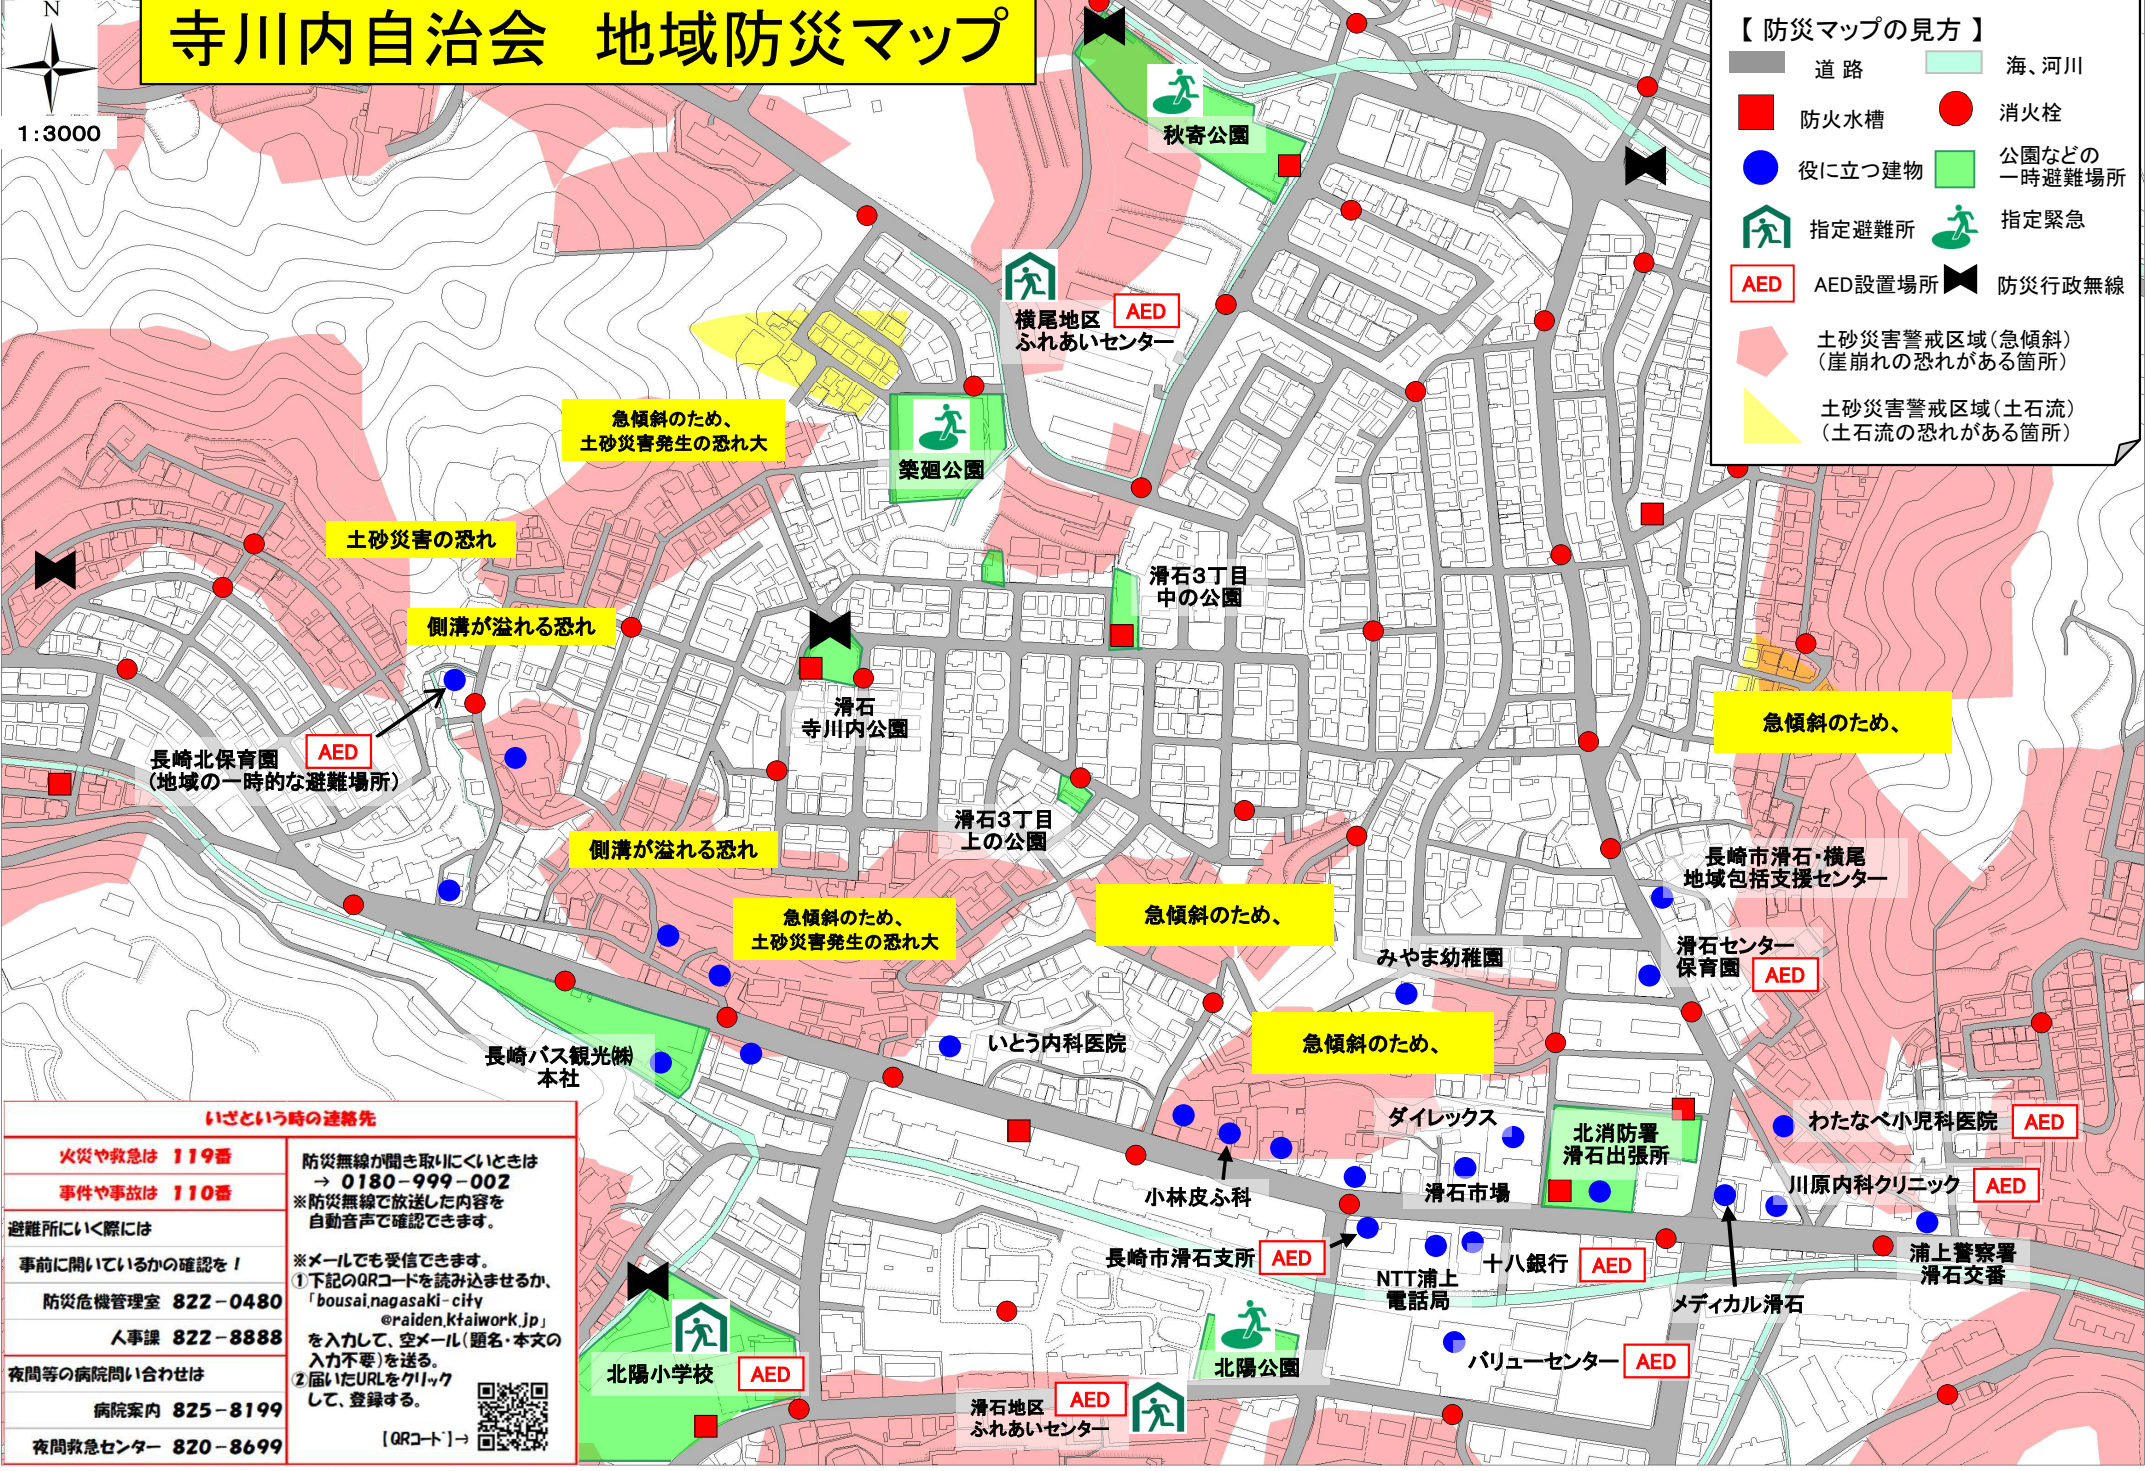 N
1:3000
寺川内自治会 地域防災マップ
【 防災マップの見方 】
道 路
海、河川
防火水槽
消火栓
役に立つ建物
公園などの
一時避難場所
指定避難所
指定緊急
AED
AED設置場所
防災行政無線
土砂災害警戒区域（急傾斜）
（崖崩れの恐れがある箇所）
土砂災害警戒区域（土石流）
（土石流の恐れがある箇所）
秋寄公園
横尾地区
ふれあいセンター
AED
急傾斜のため、
土砂災害発生の恐れ大
築廻公園
土砂災害の恐れ
滑石3丁目
中の公園
側溝が溢れる恐れ
滑石
寺川内公園
急傾斜のため、
長崎北保育園
（地域の一時的な避難場所）
AED
滑石3丁目
上の公園
側溝が溢れる恐れ
長崎市滑石・横尾
地域包括支援センター
急傾斜のため、
土砂災害発生の恐れ大
急傾斜のため、
みやま幼稚園
滑石センター
保育園
AED
長崎バス観光㈱
本社
いとう内科医院
急傾斜のため、
ダイレックス
北消防署
滑石出張所
わたなべ小児科医院
AED
小林皮ふ科
滑石市場
川原内科クリニック
AED
長崎市滑石支所
AED
NTT浦上
電話局
十八銀行
AED
浦上警察署
滑石交番
メディカル滑石
北陽小学校
AED
北陽公園
バリューセンター
AED
滑石地区
ふれあいセンター
AED
いざという時の連絡先
火災や救急は 119番
事件や事故は 110番
避難所にいく際には
事前に開いているかの確認を！
防災危機管理室 822-0480
人事課 822-8888
夜間等の病院問い合わせは
病院案内 825-8199
夜間救急センター 820-8699
防災無線が聞き取りにくいときは
→ 0180-999-002
※防災無線で放送した内容を
自動音声で確認できます。
※メールでも受信できます。
①下記のQRコードを読み込ませるか、
「bousai.nagasaki-city
@raiden.ktaiwork.jp」
を入力して、空メール（題名・本文の
入力不要）を送る。
②届いたURLをクリック
して、登録する。
[QRコード]→